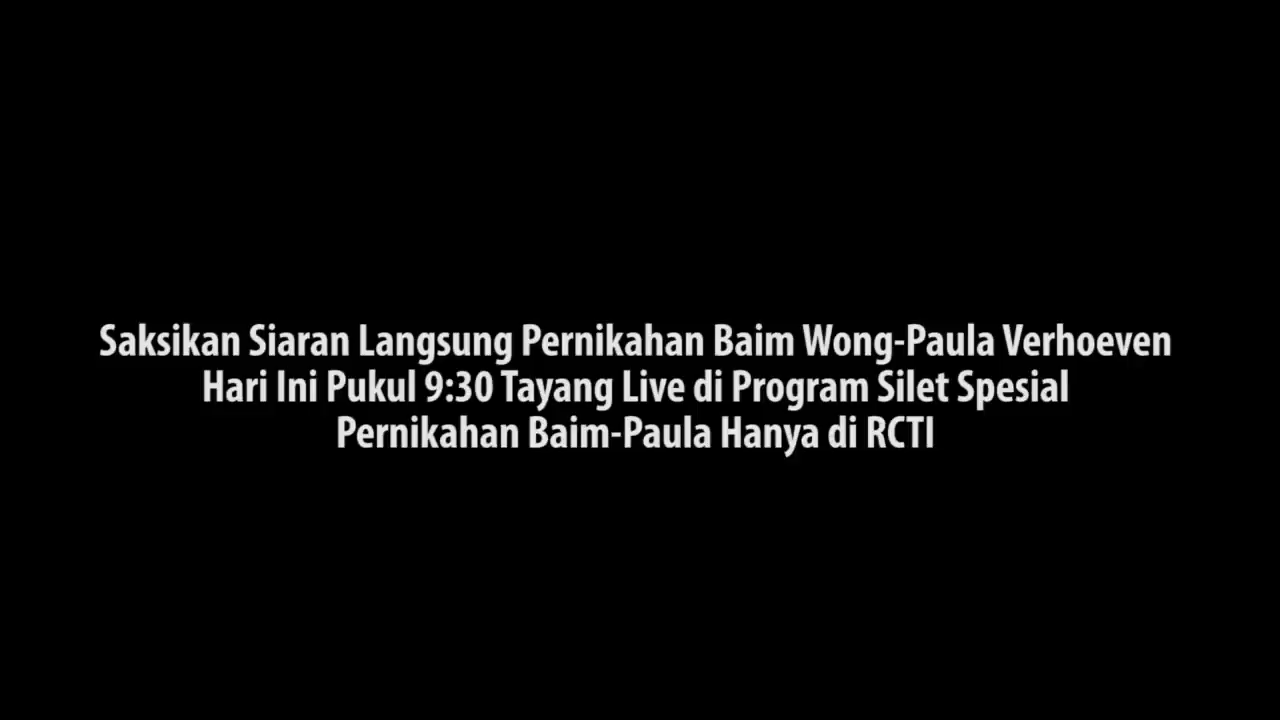 Saksikan Siaran Langsung Pernikahan Baim Wong-Paula Verhoeven
Hari Ini Pukul 9:30 Tayang Live di Program Silet Spesial
Pernikahan Baim-Paula Hanya di RCTI